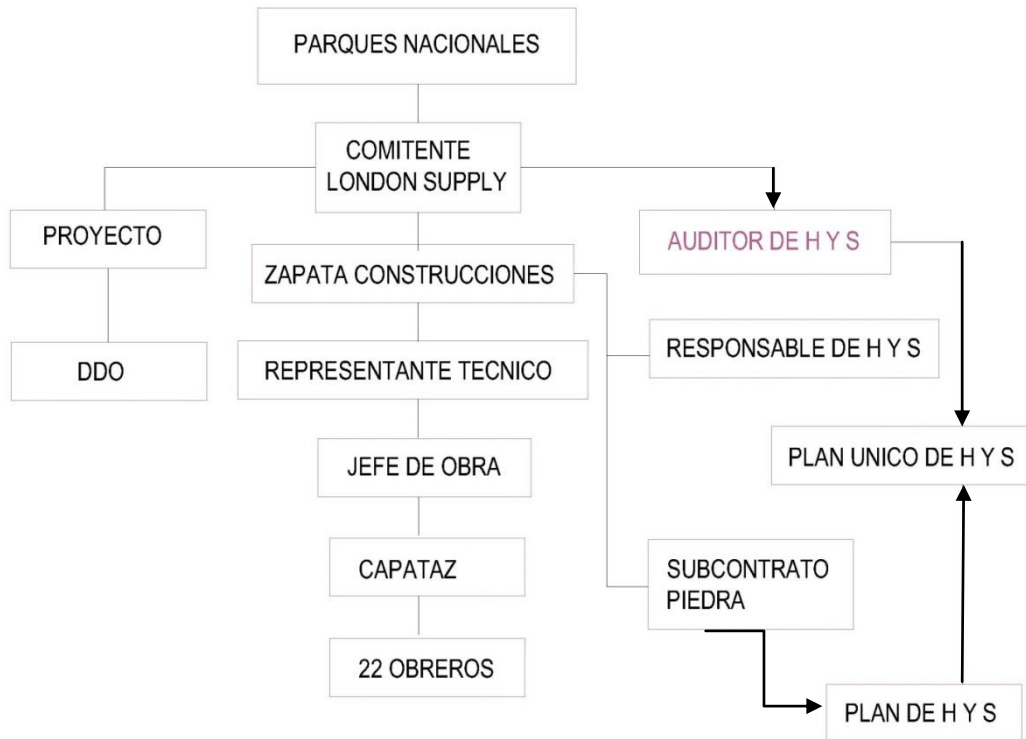 PARQUES NACIONALES
COMITENTE
LONDON SUPPLY
PROYECTO
AUDITOR DE H Y S
ZAPATA CONSTRUCCIONES
RESPONSABLE DE H Y S
DDO
REPRESENTANTE TECNICO
PLAN UNICO DE H Y S
JEFE DE OBRA
CAPATAZ
SUBCONTRATO
PIEDRA
22 OBREROS
PLAN DE H Y S